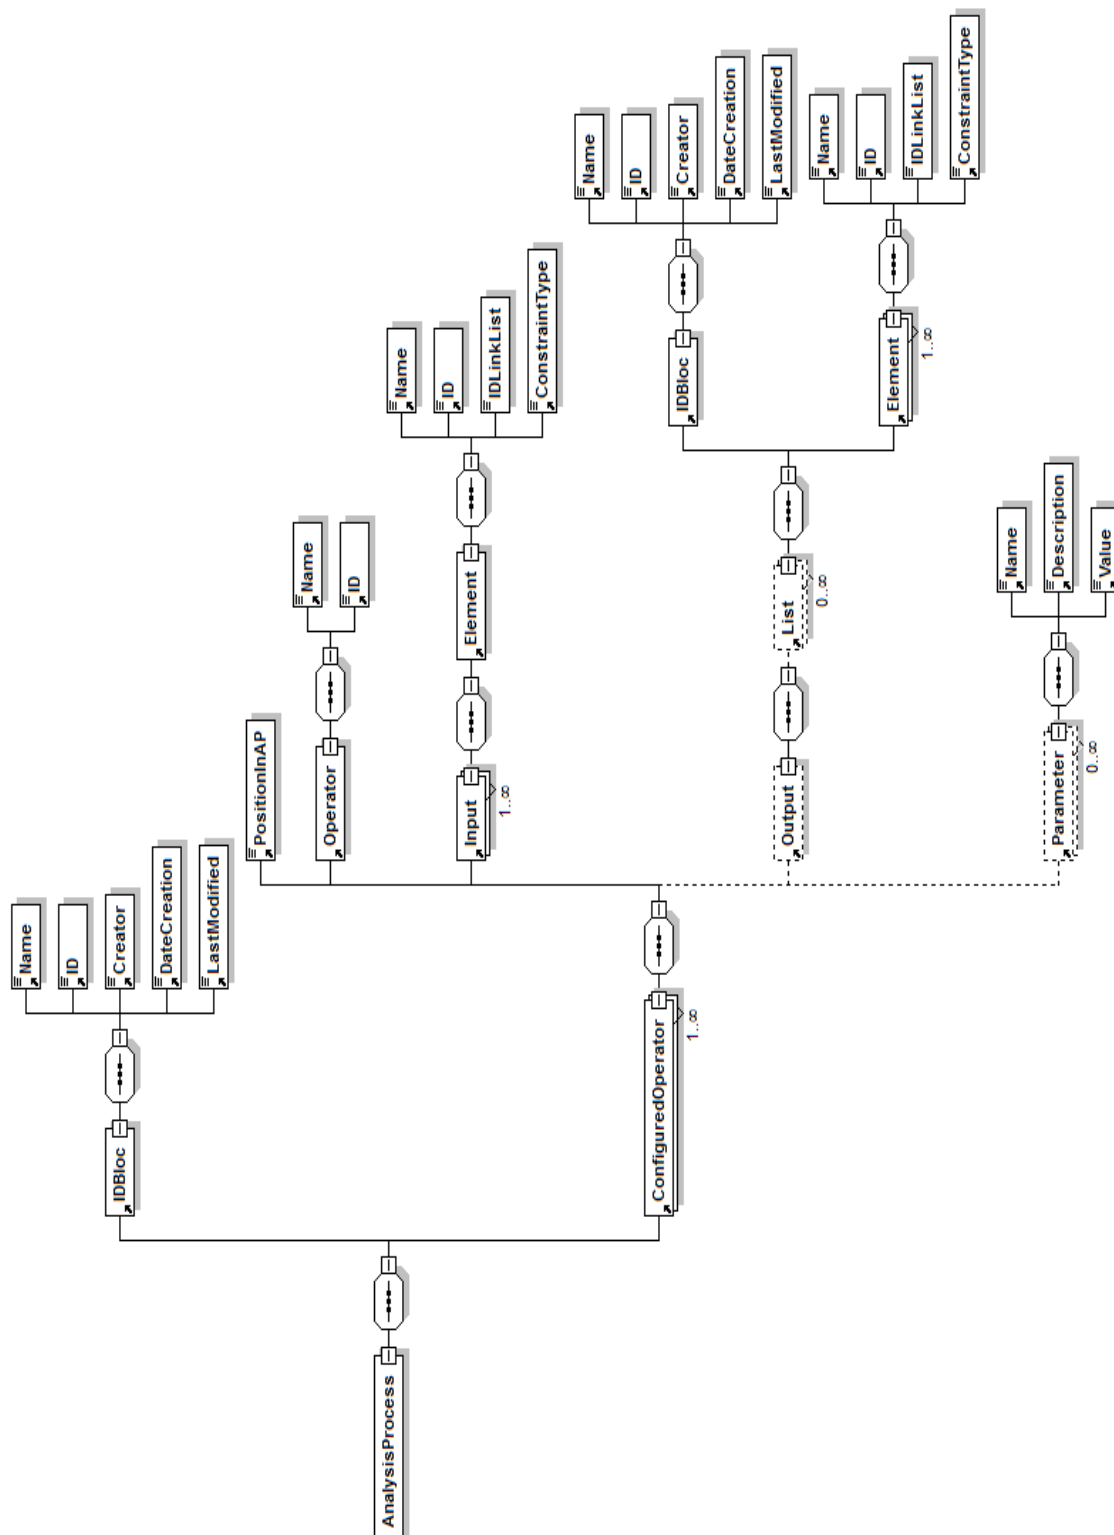 AnalysisProcess
IDBloc
Name
ID
Creator
DateCreation
LastModified
ConfiguredOperator
1..∞
PositionInAP
Operator
Name
ID
Input
1..∞
Element
Name
ID
IDLinkList
ConstraintType
Output
List
0..∞
IDBloc
Name
ID
Creator
DateCreation
LastModified
Element
1..∞
Name
ID
IDLinkList
ConstraintType
Parameter
0..∞
Name
Description
Value